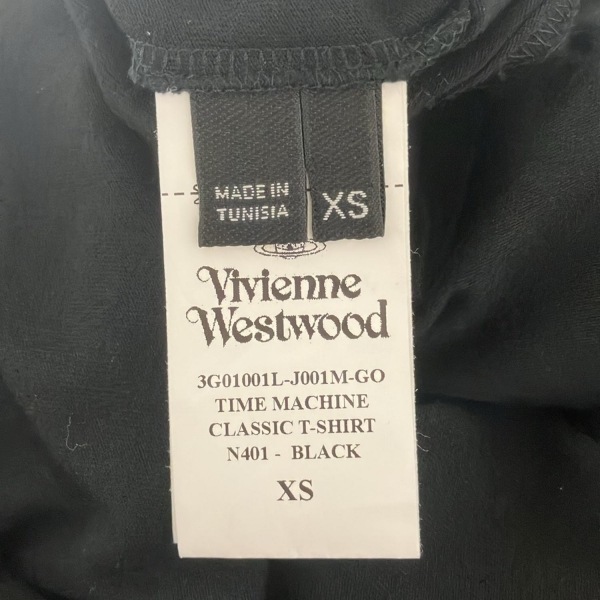 MADE IN
TUNISIA
XS
Vivienne
Westwood
3G01001L-J001M-GO
TIME MACHINE
CLASSIC T-SHIRT
N401 - BLACK
XS